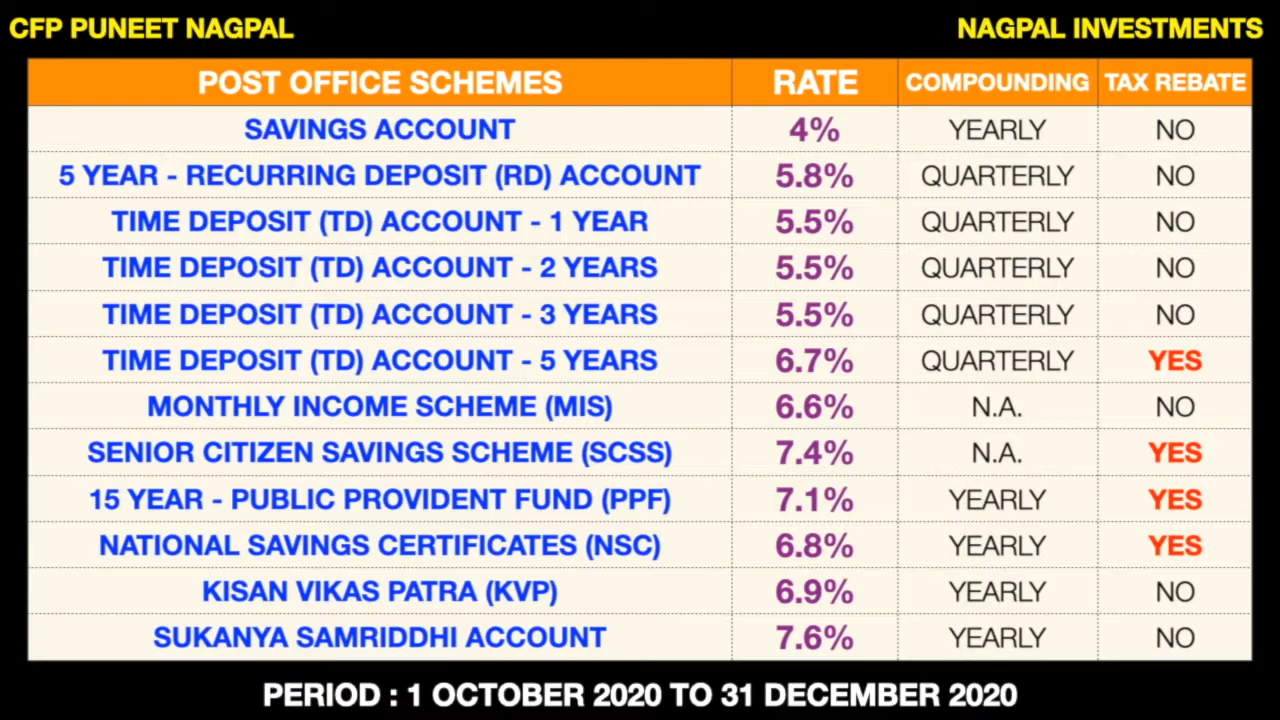 CFP PUNEET NAGPAL NAGPAL INVESTMENTS
POST OFFICE SCHEMES RATE COMPOUNDING TAX REBATE
SAVINGS ACCOUNT 4% YEARLY NO
5 YEAR - RECURRING DEPOSIT (RD) ACCOUNT 5.8% QUARTERLY NO
TIME DEPOSIT (TD) ACCOUNT - 1 YEAR 5.5% QUARTERLY NO
TIME DEPOSIT (TD) ACCOUNT - 2 YEARS 5.5% QUARTERLY NO
TIME DEPOSIT (TD) ACCOUNT - 3 YEARS 5.5% QUARTERLY NO
TIME DEPOSIT (TD) ACCOUNT - 5 YEARS 6.7% QUARTERLY YES
MONTHLY INCOME SCHEME (MIS) 6.6% N.A. NO
SENIOR CITIZEN SAVINGS SCHEME (SCSS) 7.4% N.A. YES
15 YEAR - PUBLIC PROVIDENT FUND (PPF) 7.1% YEARLY YES
NATIONAL SAVINGS CERTIFICATES (NSC) 6.8% YEARLY YES
KISAN VIKAS PATRA (KVP) 6.9% YEARLY NO
SUKANYA SAMRIDDHI ACCOUNT 7.6% YEARLY NO
PERIOD : 1 OCTOBER 2020 TO 31 DECEMBER 2020